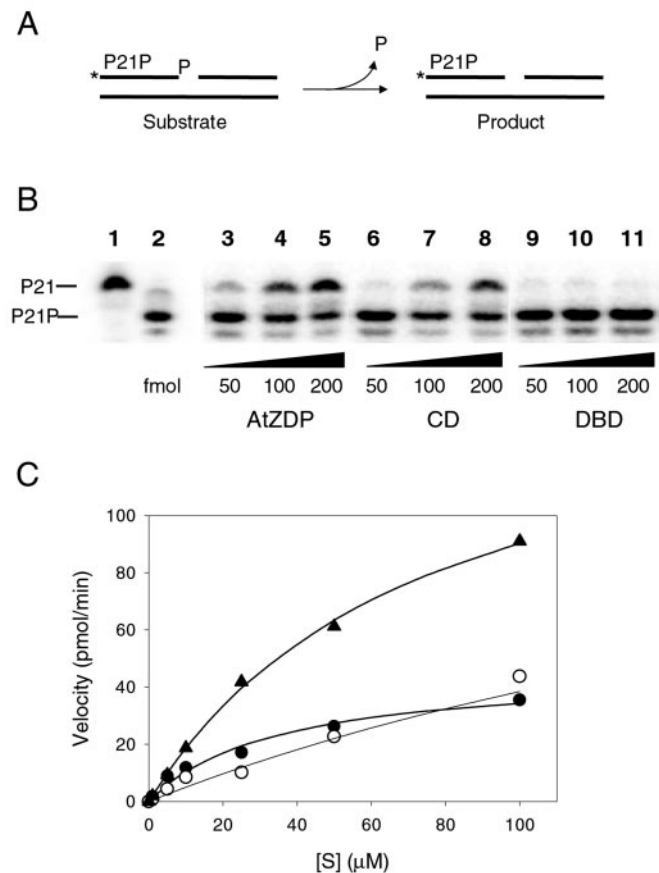 A
P
P21P P P21P
* *
Substrate Product
B
1 2 3 4 5 6 7 8 9 10 11
P21
P21P
fmol 50 100 200 50 100 200 50 100 200
AtZDP CD DBD
C
100
80
60
40
20
0
Velocity (pmol/min)
0 20 40 60 80 100
[S] (μM)